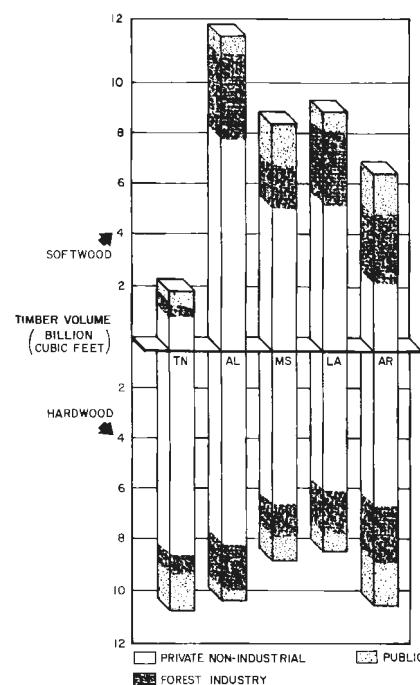 12
10
8
6
4
SOFTWOOD
2
TIMBER VOLUME
(BILLION
CUBIC FEET)
TN AL MS LA AR
2
HARDWOOD
4
6
8
10
12
PRIVATE NON-INDUSTRIAL PUBLIC
FOREST INDUSTRY